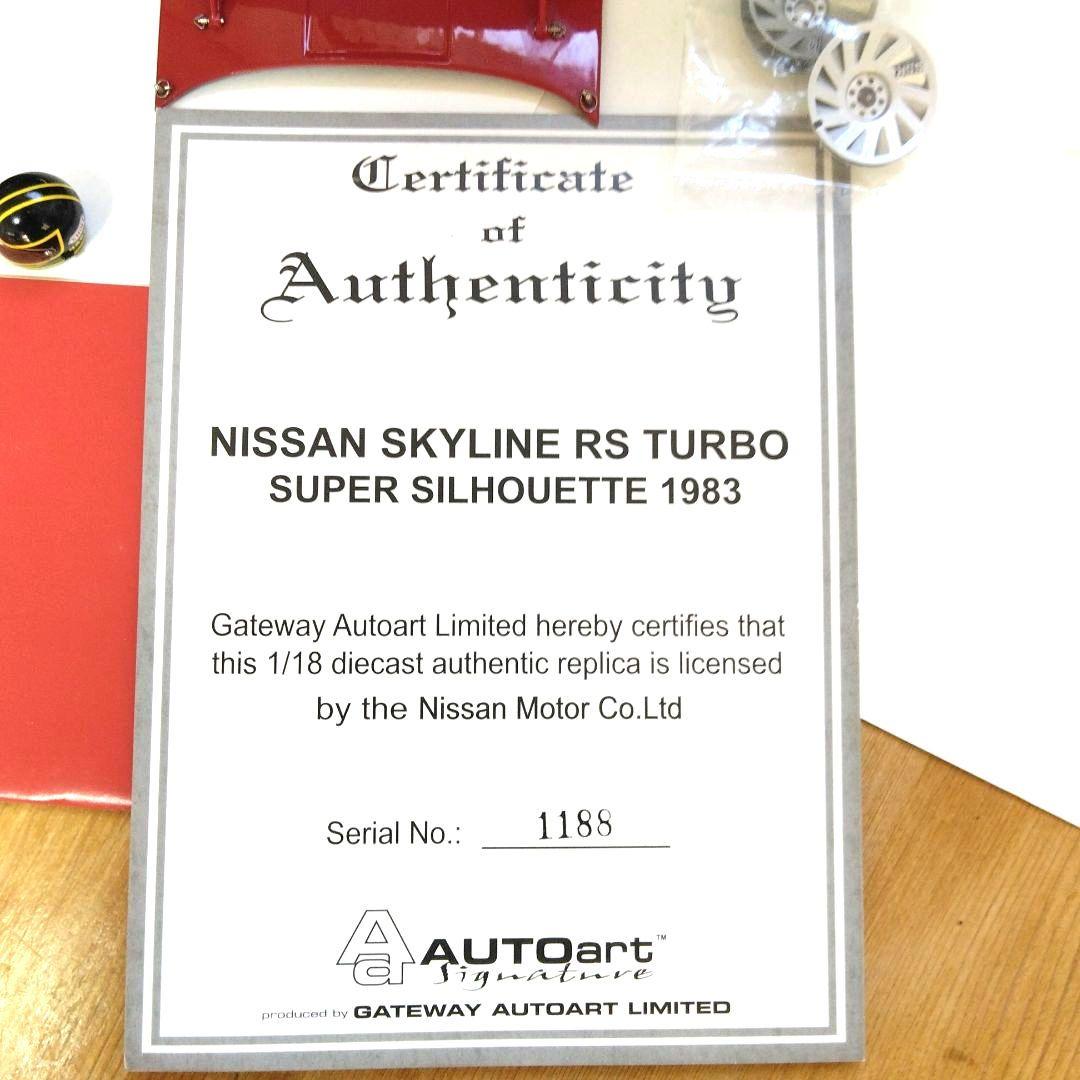 Certificate
of
Authenticity
NISSAN SKYLINE RS TURBO
SUPER SILHOUETTE 1983
Gateway Autoart Limited hereby certifies that
this 1/18 diecast authentic replica is licensed
by the Nissan Motor Co.Ltd
Serial No.: 1188
AUTOart™
Signature
produced by GATEWAY AUTOART LIMITED